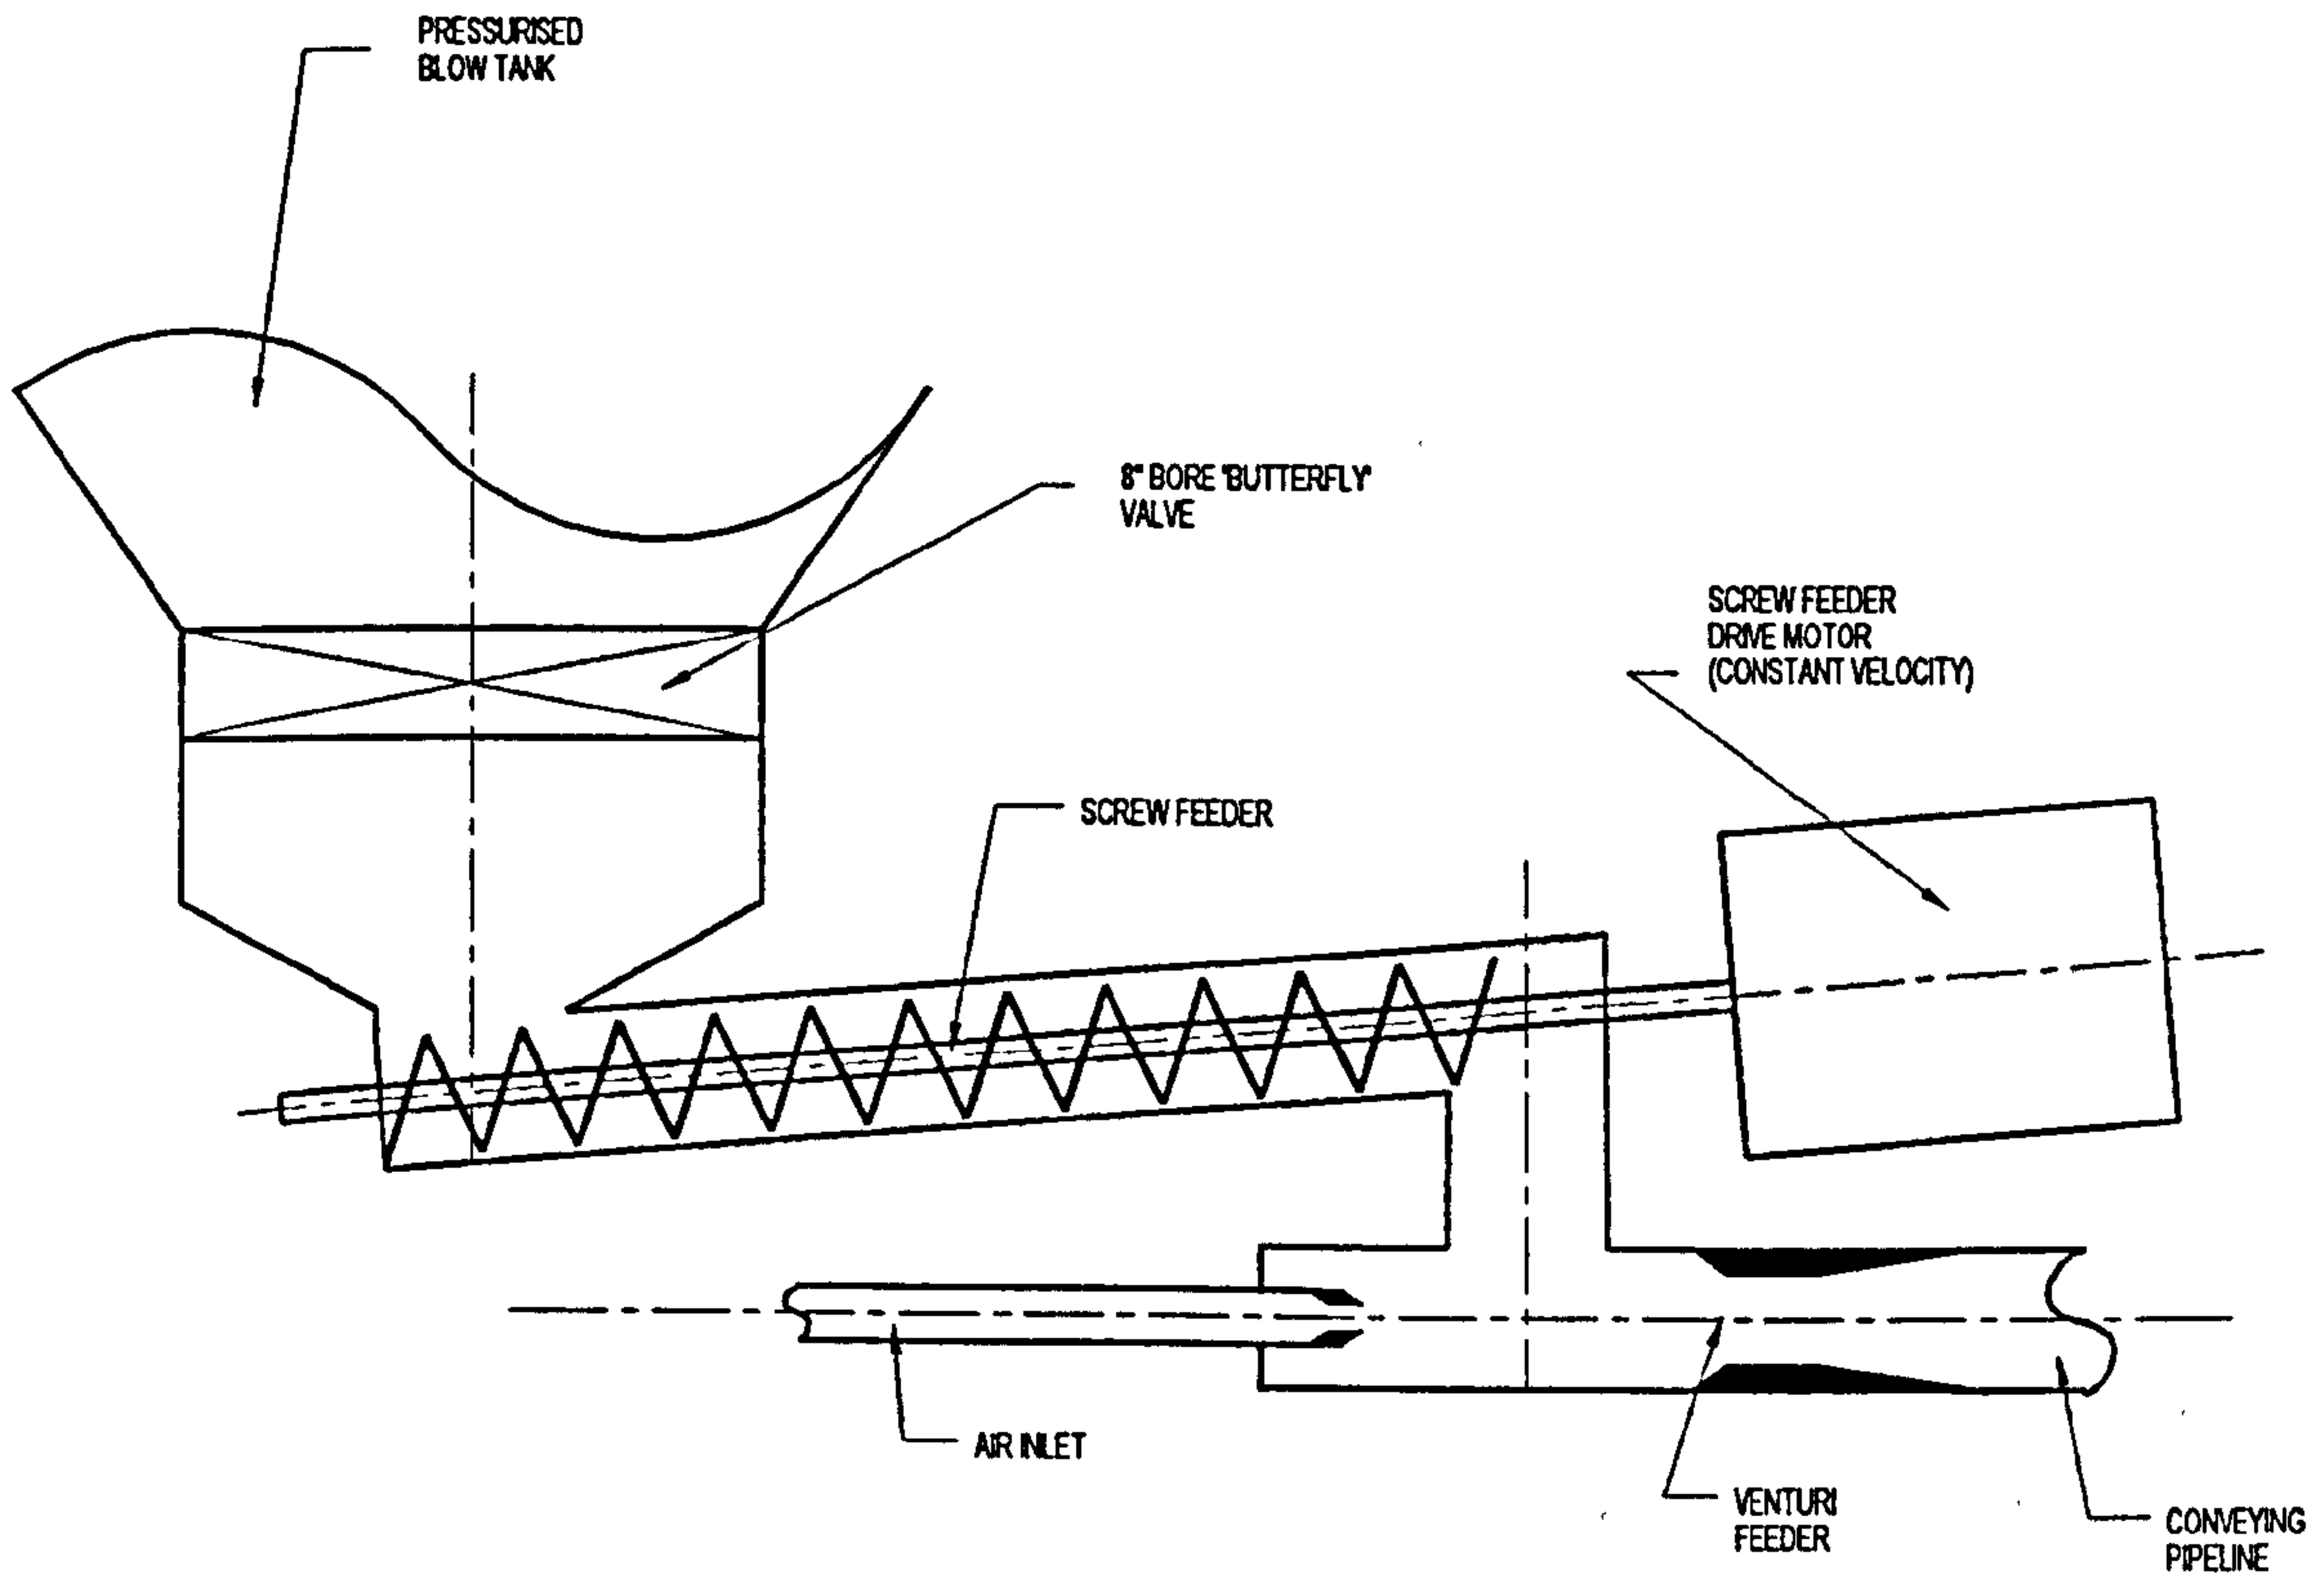 PRESSURISED
BLOW TANK
8" BORE 'BUTTERFLY'
VALVE
SCREW FEEDER
DRIVE MOTOR
(CONSTANT VELOCITY)
SCREW FEEDER
AIR INLET
VENTURI
FEEDER
CONVEYING
PIPELINE